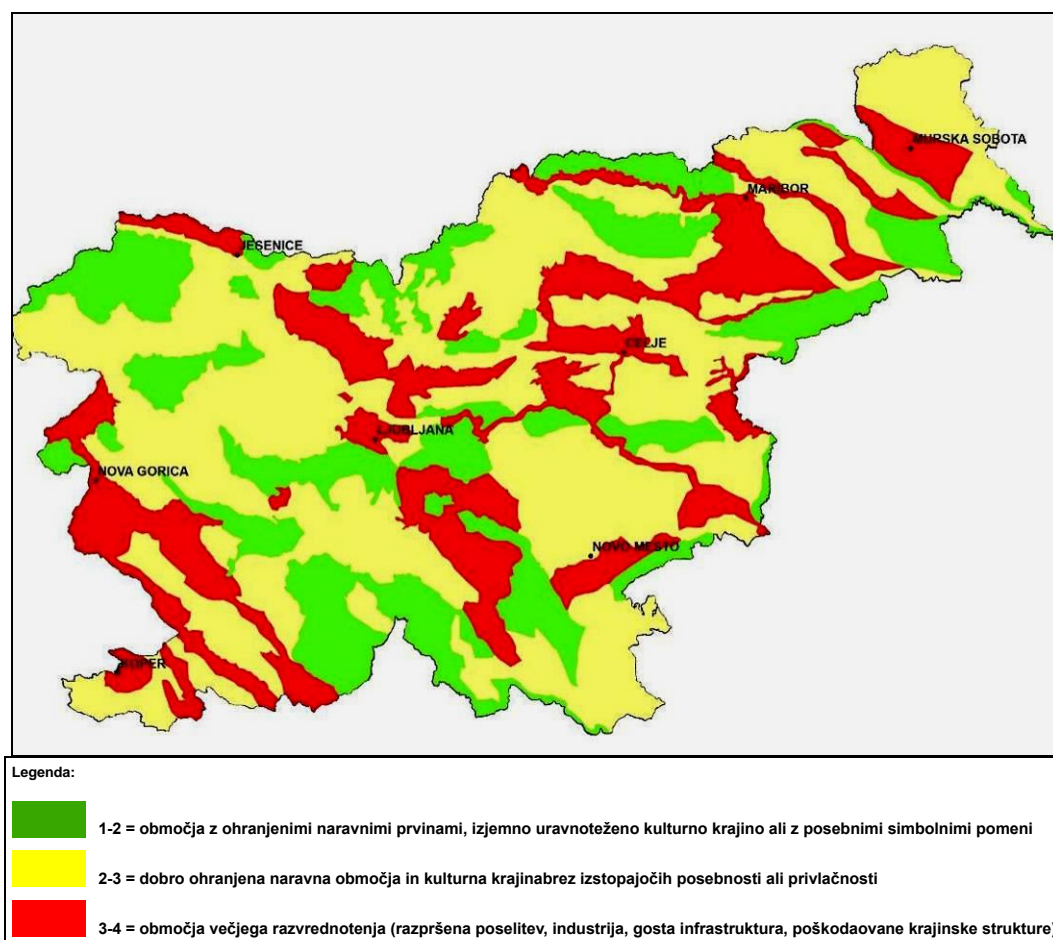 MURSKA SOBOTA
MARIBOR
JESENICE
CELJE
LJUBLJANA
NOVA GORICA
NOVO MESTO
KOPER
Legenda:
1-2 = območja z ohranjenimi naravnimi prvinami, izjemno uravnoteženo kulturno krajino ali z posebnimi simbolnimi pomeni
2-3 = dobro ohranjena naravna območja in kulturna krajinabrez izstopajočih posebnosti ali privlačnosti
3-4 = območja večjega razvrednotenja (razpršena poselitev, industrija, gosta infrastruktura, poškodaovane krajinske strukture)